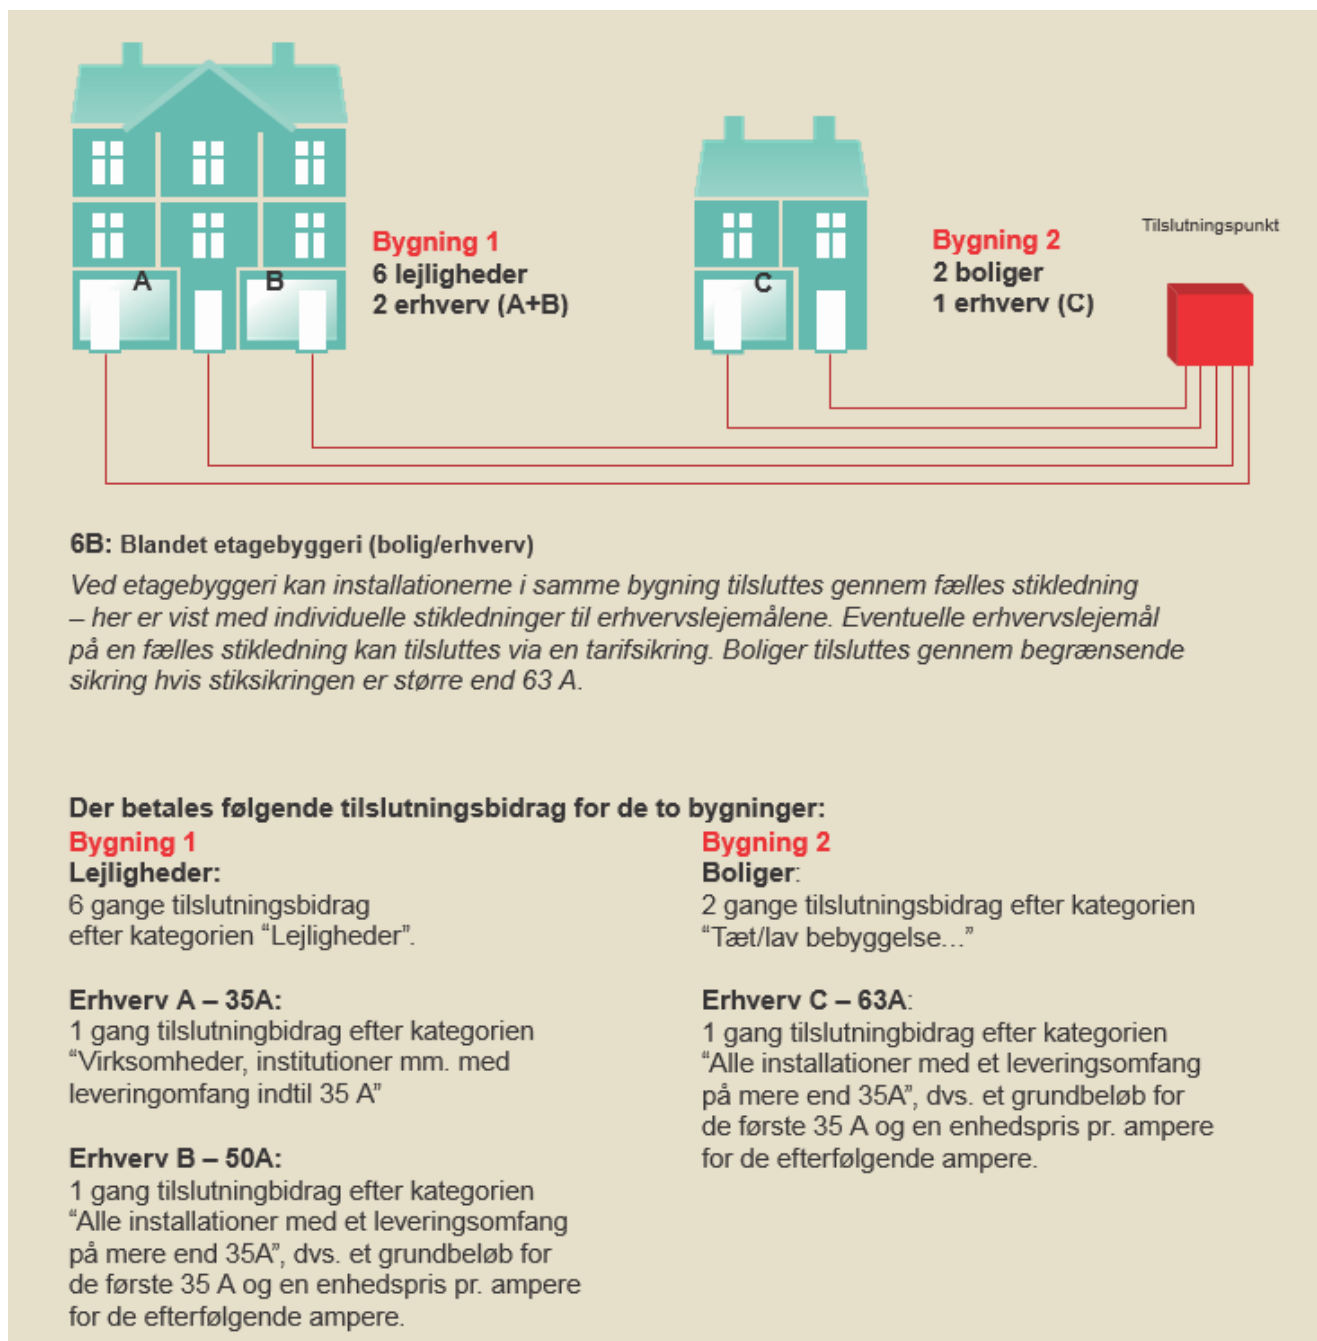 A
B
Bygning 1
6 lejligheder
2 erhverv (A+B)
C
Bygning 2
2 boliger
1 erhverv (C)
Tilslutningspunkt
6B: Blandet etagebyggeri (bolig/erhverv)
Ved etagebyggeri kan installationerne i samme bygning tilsluttes gennem fælles stikledning
– her er vist med individuelle stikledninger til erhvervslejemålene. Eventuelle erhvervslejemål
på en fælles stikledning kan tilsluttes via en tarifsikring. Boliger tilsluttes gennem begrænsende
sikring hvis stiksikringen er større end 63 A.
Der betales følgende tilslutningsbidrag for de to bygninger:
Bygning 1
Lejligheder:
6 gange tilslutningsbidrag
efter kategorien “Lejligheder”.
Erhverv A – 35A:
1 gang tilslutningbidrag efter kategorien
“Virksomheder, institutioner mm. med
leveringomfang indtil 35 A”
Erhverv B – 50A:
1 gang tilslutningbidrag efter kategorien
“Alle installationer med et leveringsomfang
på mere end 35A”, dvs. et grundbeløb for
de første 35 A og en enhedspris pr. ampere
for de efterfølgende ampere.
Bygning 2
Boliger:
2 gange tilslutningsbidrag efter kategorien
“Tæt/lav bebyggelse…”
Erhverv C – 63A:
1 gang tilslutningbidrag efter kategorien
“Alle installationer med et leveringsomfang
på mere end 35A”, dvs. et grundbeløb for
de første 35 A og en enhedspris pr. ampere
for de efterfølgende ampere.